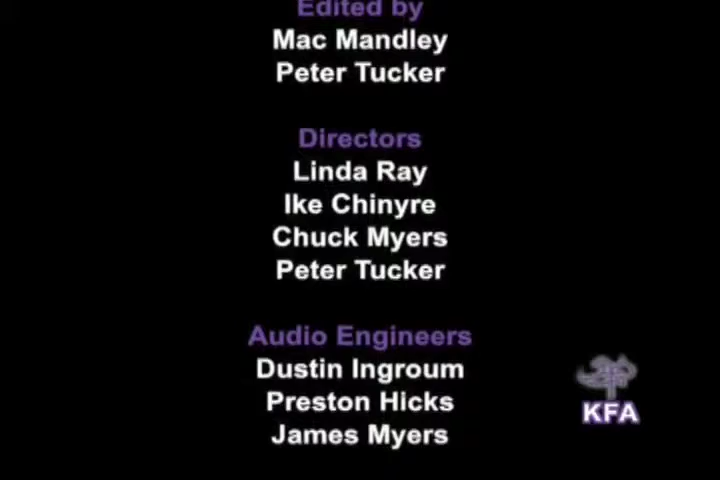 Edited by
Mac Mandley
Peter Tucker
Directors
Linda Ray
Ike Chinyre
Chuck Myers
Peter Tucker
Audio Engineers
Dustin Ingroum
Preston Hicks
James Myers
KFA